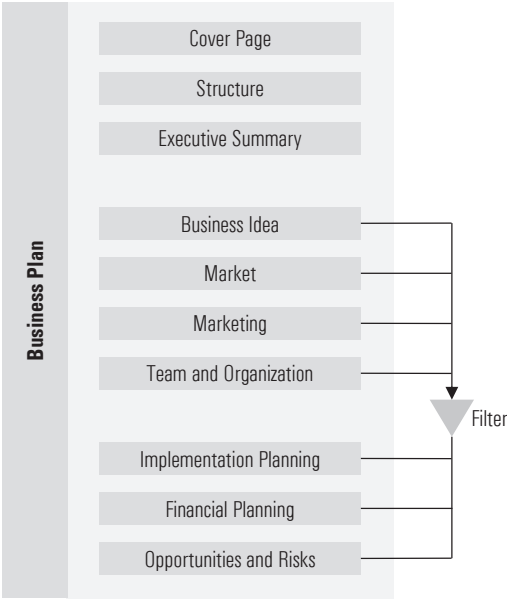 Business Plan
Cover Page
Structure
Executive Summary
Business Idea
Market
Marketing
Team and Organization
Filter
Implementation Planning
Financial Planning
Opportunities and Risks